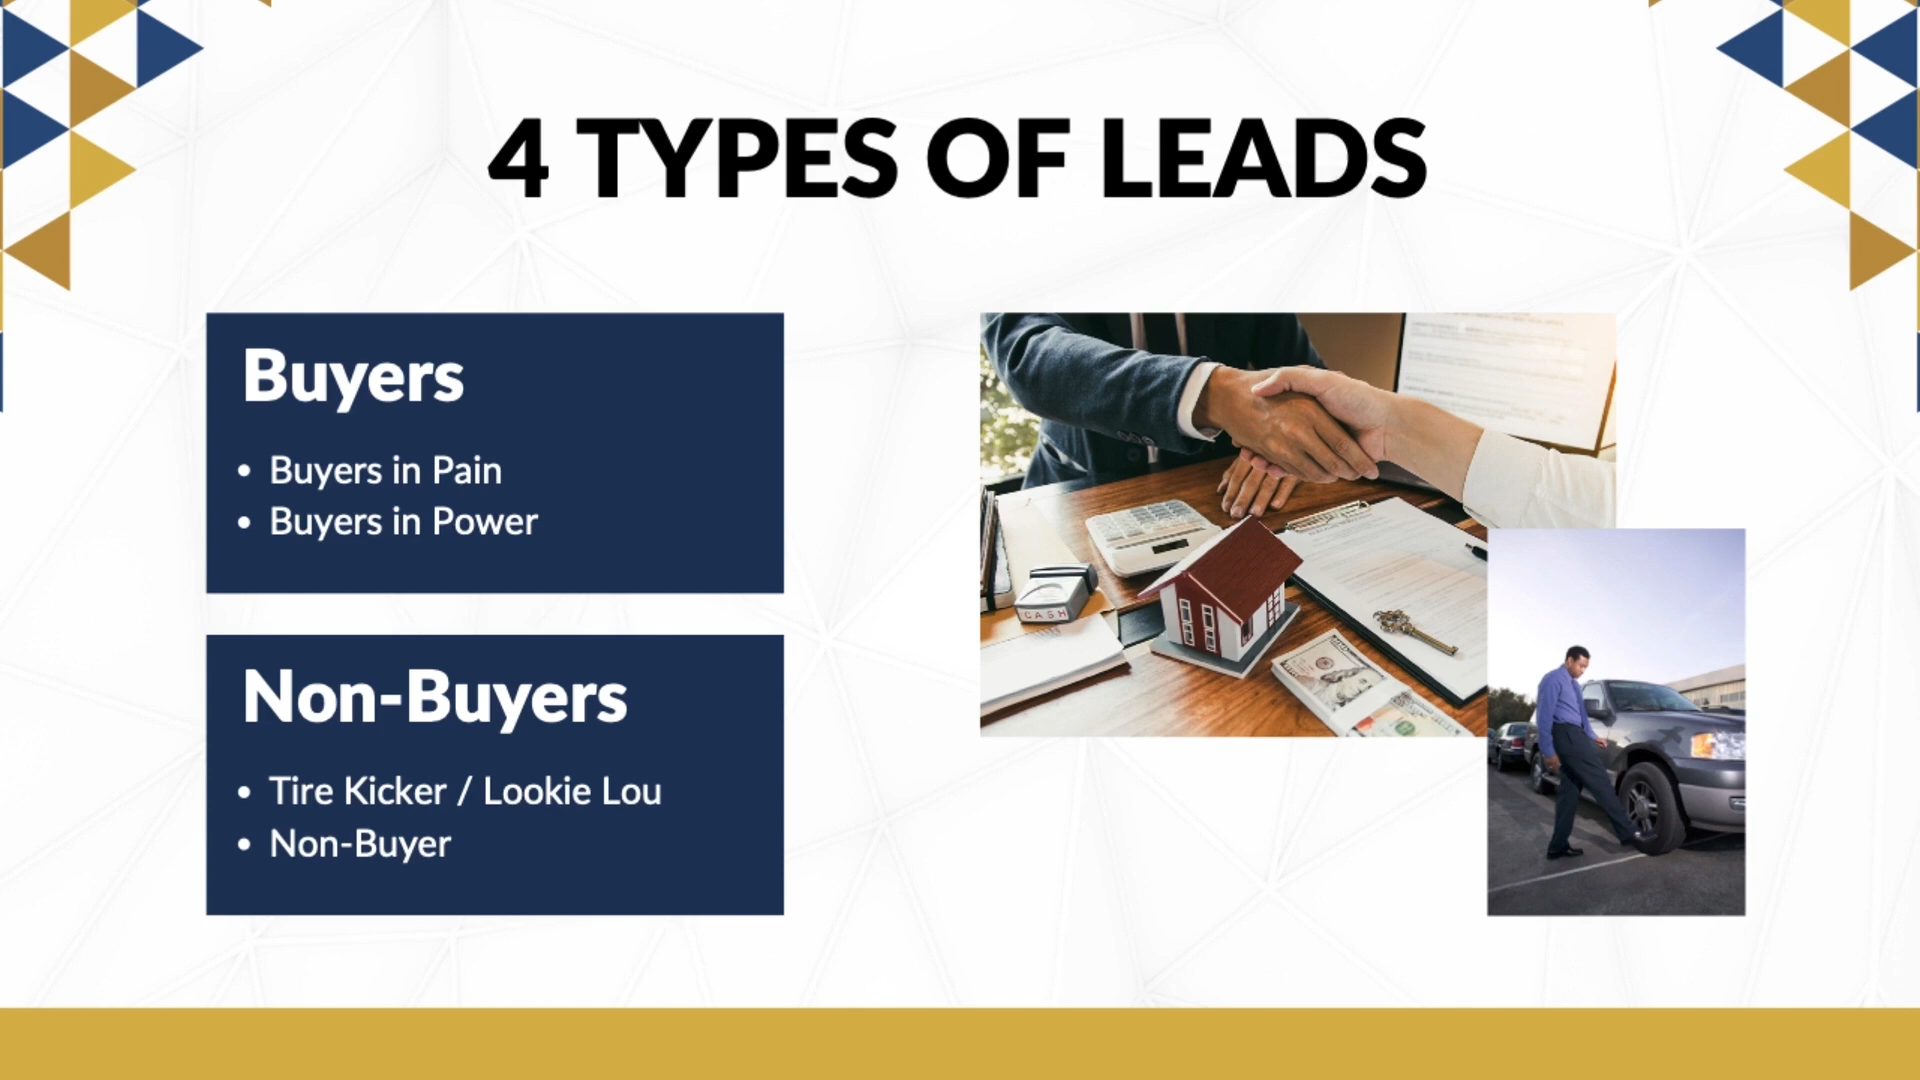 4 TYPES OF LEADS
Buyers
• Buyers in Pain
• Buyers in Power
Non-Buyers
• Tire Kicker / Lookie Lou
• Non-Buyer
CASH